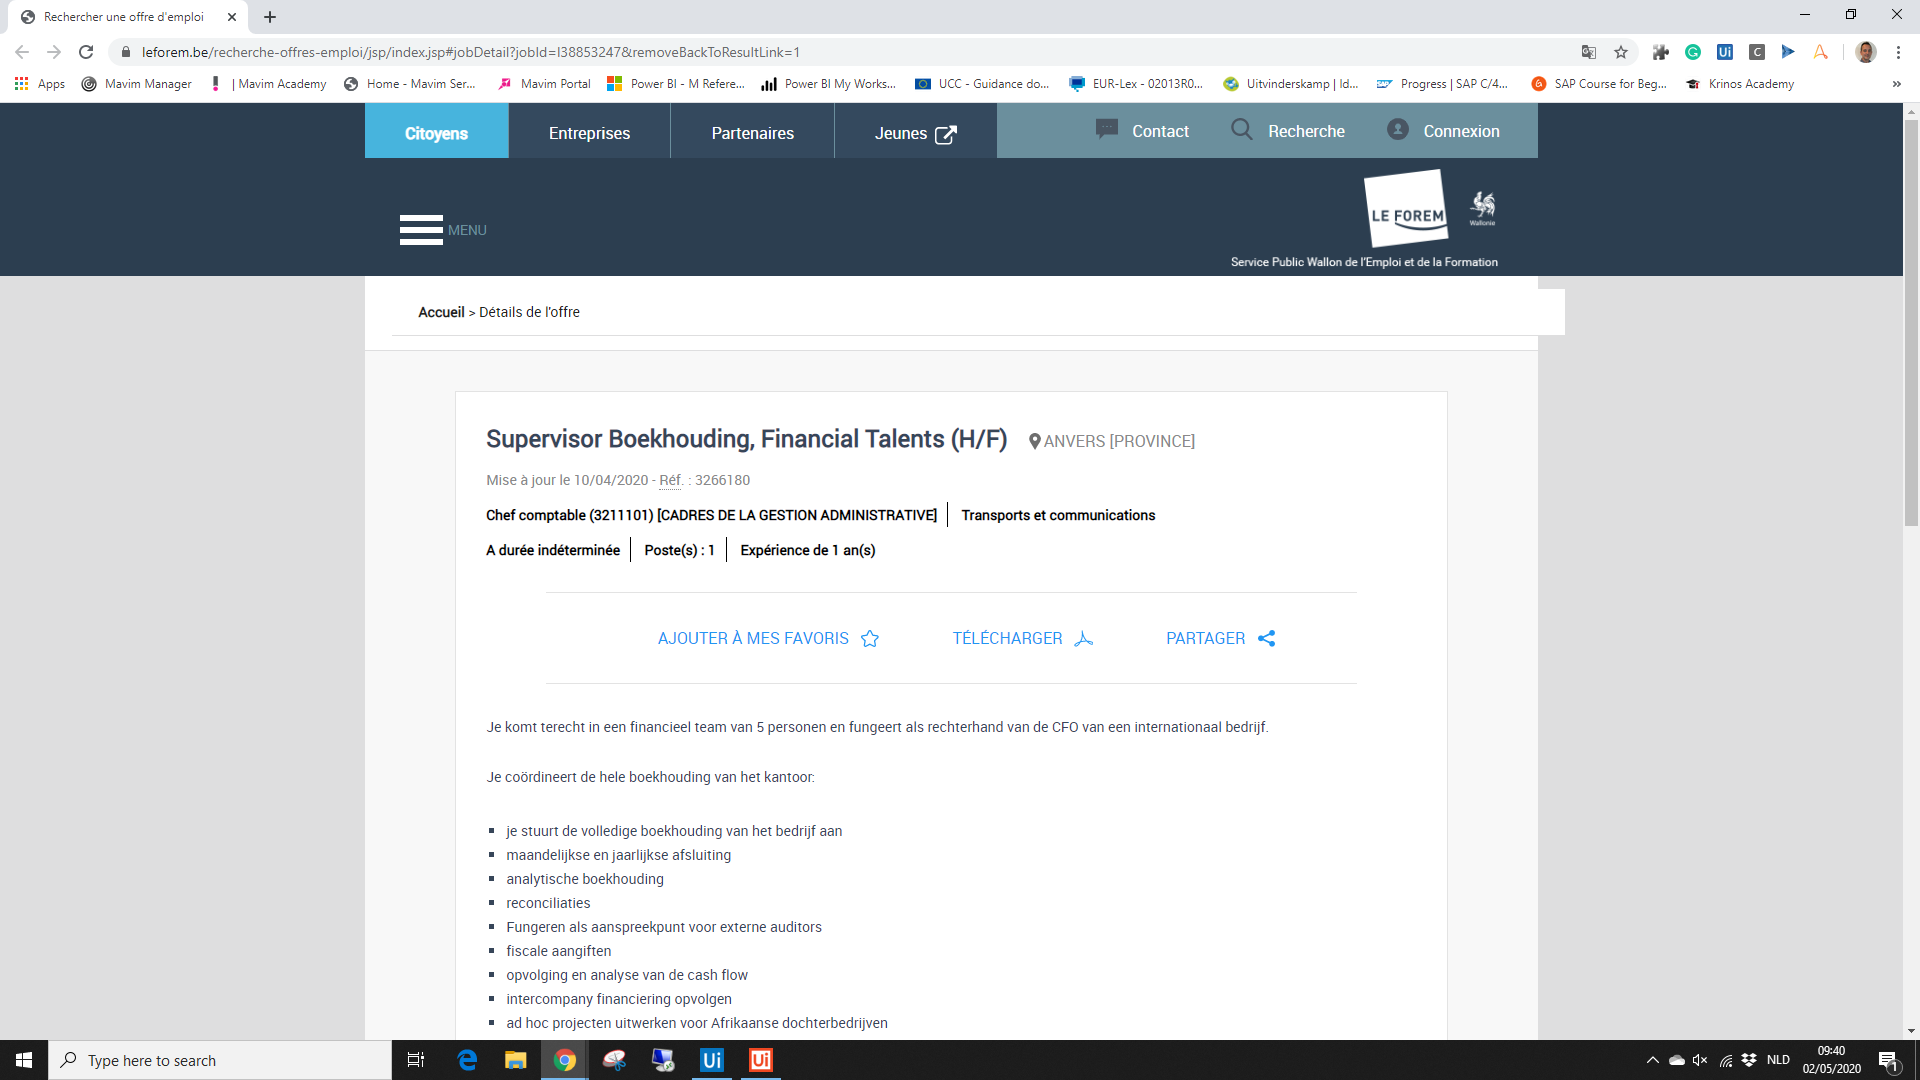 Rechercher une offre d'emploi
leforem.be/recherche-offres-emploi/jsp/index.jsp#jobDetail?jobId=I38853247&removeBackToResultLink=1
Apps Mavim Manager | Mavim Academy Home - Mavim Ser... Mavim Portal Power BI - M Refere... Power BI My Works... UCC - Guidance do... EUR-Lex - 02013R0... Uitvinderskamp | Id... Progress | SAP C/4... SAP Course for Beg... Krinos Academy »
Citoyens Entreprises Partenaires Jeunes Contact Recherche Connexion
MENU
LE FOREM
Wallonie
Service Public Wallon de l'Emploi et de la Formation
Accueil > Détails de l'offre
Supervisor Boekhouding, Financial Talents (H/F) ANVERS [PROVINCE]
Mise à jour le 10/04/2020 - Réf. : 3266180
Chef comptable (3211101) [CADRES DE LA GESTION ADMINISTRATIVE] Transports et communications
A durée indéterminée Poste(s) : 1 Expérience de 1 an(s)
AJOUTER À MES FAVORIS TÉLÉCHARGER PARTAGER
Je komt terecht in een financieel team van 5 personen en fungeert als rechterhand van de CFO van een internationaal bedrijf.
Je coördineert de hele boekhouding van het kantoor:
je stuurt de volledige boekhouding van het bedrijf aan
maandelijkse en jaarlijkse afsluiting
analytische boekhouding
reconciliaties
Fungeren als aanspreekpunt voor externe auditors
fiscale aangiften
opvolging en analyse van de cash flow
intercompany financiering opvolgen
ad hoc projecten uitwerken voor Afrikaanse dochterbedrijven
Type here to search
Ui Ui
NLD
09:40
02/05/2020
1